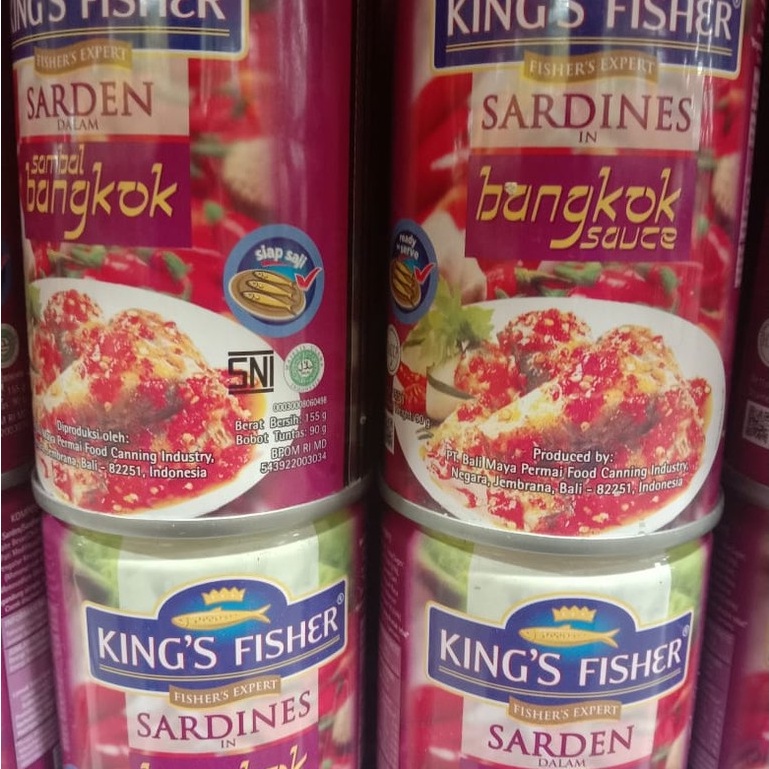 KING'S FISHER
FISHER'S EXPERT
SARDEN
DALAM
sambal
bangkok
siap saji
SNI
00030008060498
Berat Bersih: 155 g
Bobot Tuntas: 90 g
BPOM RI MD
543922003034
Diproduksi oleh:
Permai Food Canning Industry,
Jembrana, Bali - 82251, Indonesia
KING'S FISHER®
FISHER'S EXPERT
SARDINES
IN
bangkok
sauce
ready
to serve
Produced by:
PT. Bali Maya Permai Food Canning Industry,
Negara, Jembrana, Bali - 82251, Indonesia
KING'S FISHER®
FISHER'S EXPERT
SARDINES
IN
bangkok
KING'S FISHER®
FISHER'S EXPERT
SARDEN
DALAM